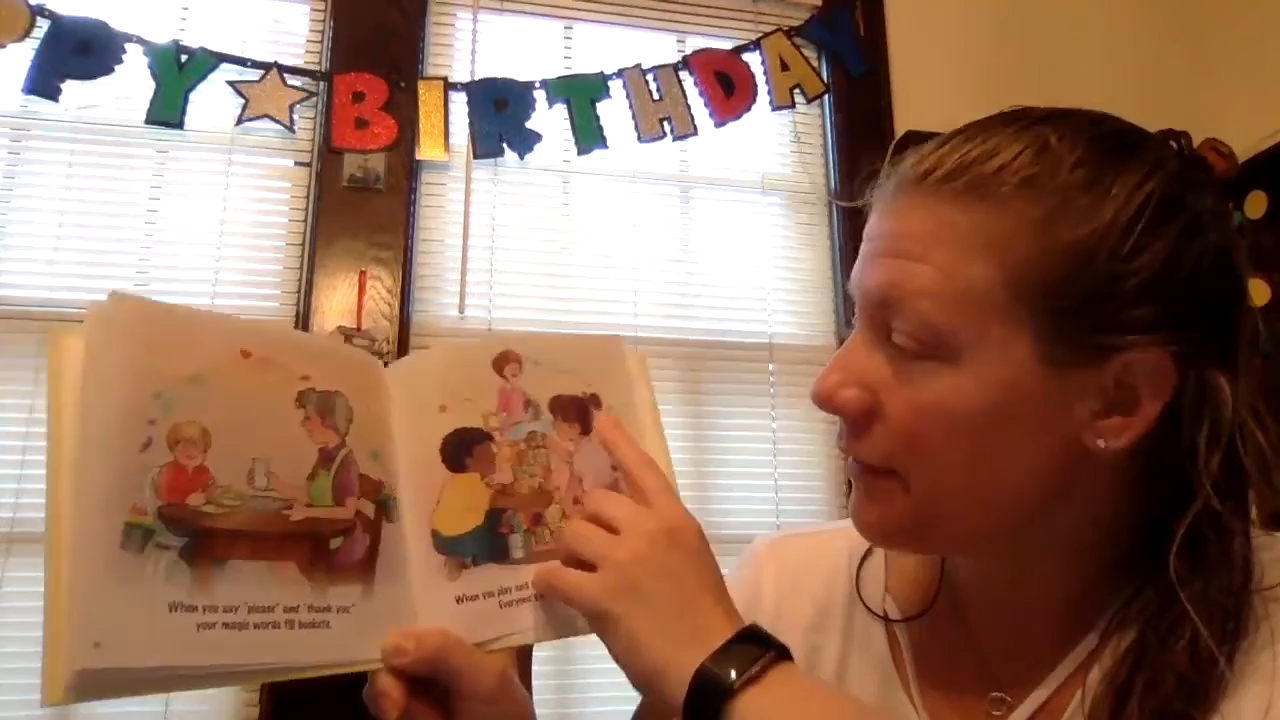 PY ★ BIRTHDAY
When you say "please" and "thank you"
your magic words fill buckets.
When you play and
Everyone's